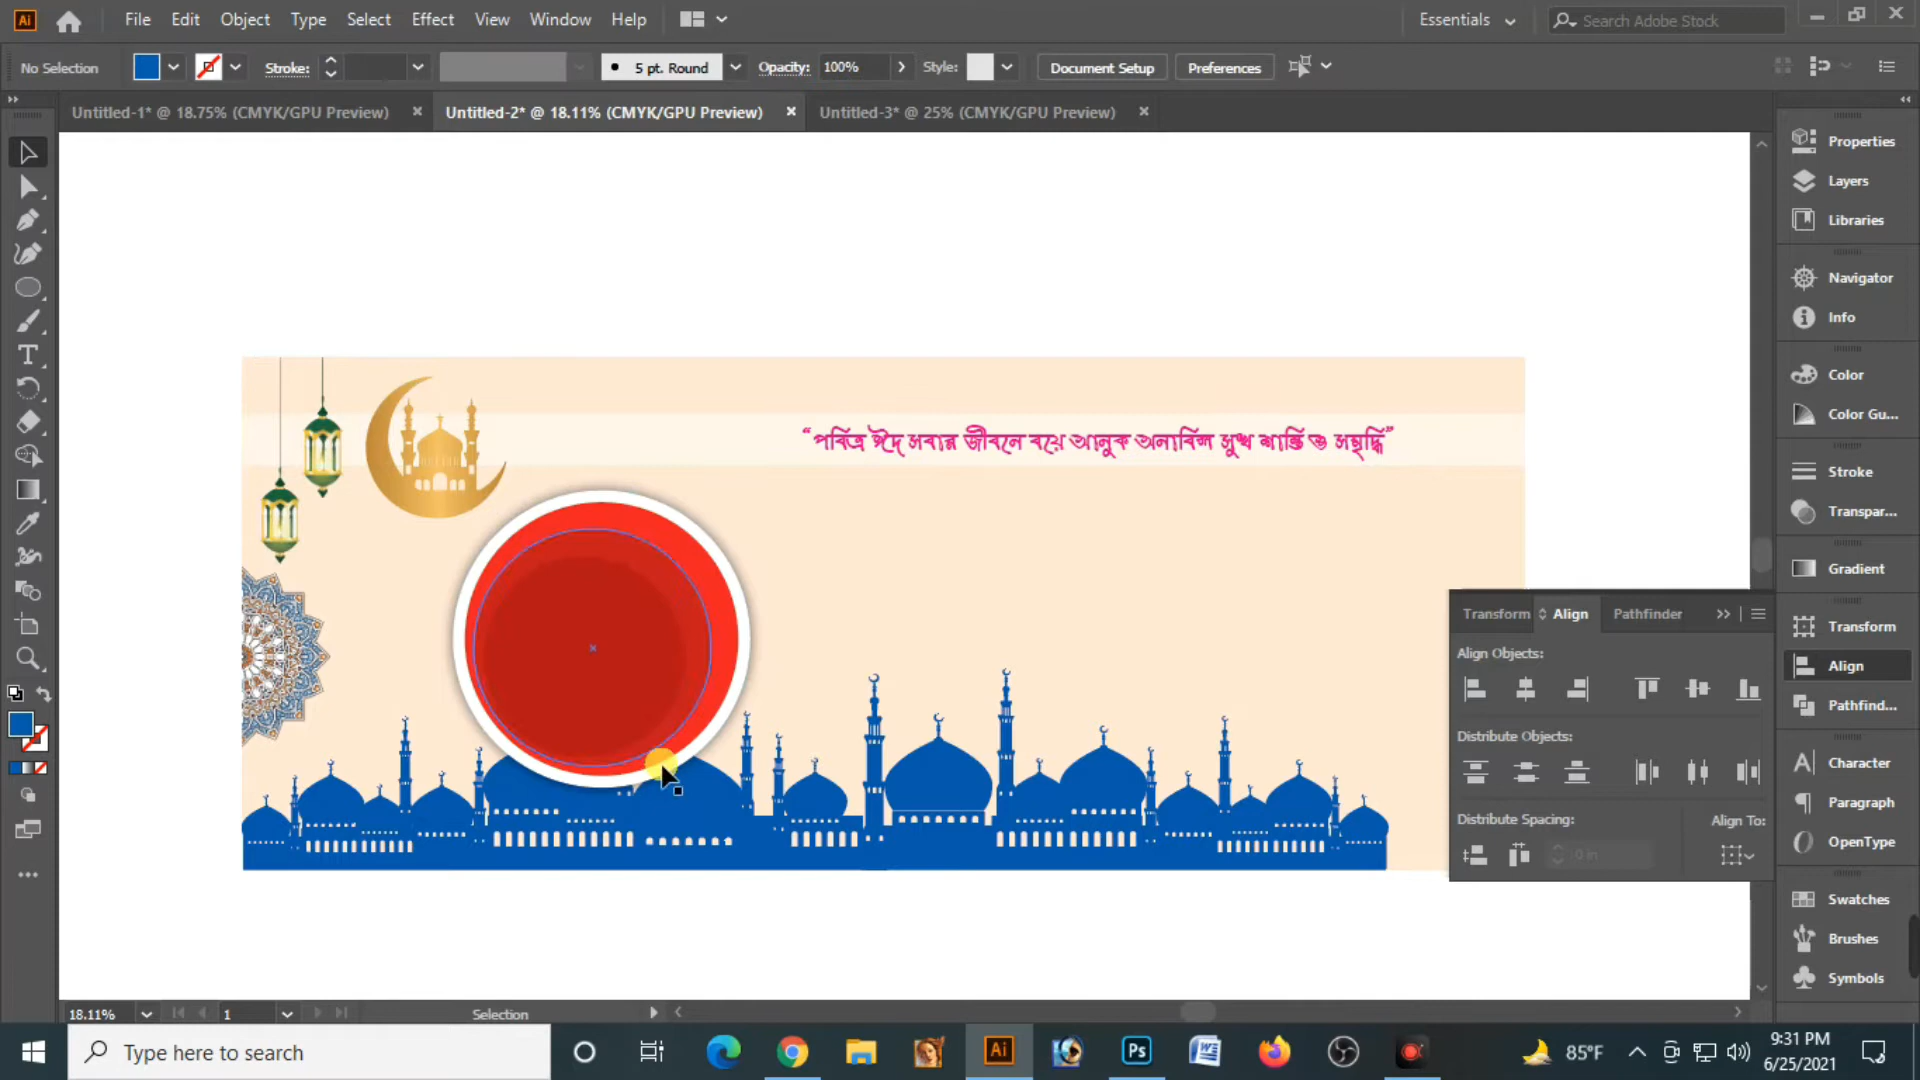 File Edit Object Type Select Effect View Window Help
Essentials
Search Adobe Stock
No Selection
Stroke:
5 pt. Round
Opacity: 100%
Style:
Document Setup
Preferences
Untitled-1* @ 18.75% (CMYK/GPU Preview)
Untitled-2* @ 18.11% (CMYK/GPU Preview)
Untitled-3* @ 25% (CMYK/GPU Preview)
Properties
Layers
Libraries
Navigator
Info
Color
Color Gu...
Stroke
Transpar...
Gradient
Transform
Align
Pathfind...
Character
Paragraph
OpenType
Swatches
Brushes
Symbols
“পবিত্র ঈদ সবার জীবনে বয়ে আনুক অনাবিল সুখ শান্তি ও সমৃদ্ধি”
Transform Align Pathfinder
Align Objects:
Distribute Objects:
Distribute Spacing:
Align To:
0 in
18.11%
1
Selection
Type here to search
85°F
9:31 PM
6/25/2021